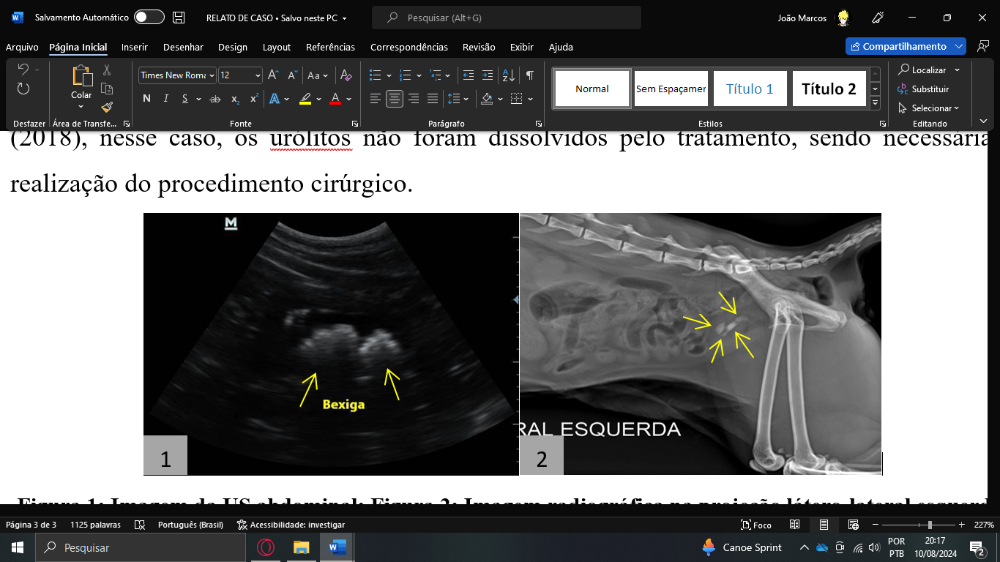 Salvamento Automático
RELATO DE CASO • Salvo neste PC
Pesquisar (Alt+G)
João Marcos
Arquivo Página Inicial Inserir Desenhar Design Layout Referências Correspondências Revisão Exibir Ajuda
Compartilhamento
Colar
Times New Roma 12
Aa
N I S ab x₂ x² A A
Normal
Sem Espaçamer
Título 1
Título 2
Localizar
Substituir
Selecionar
Desfazer Área de Transfe... Fonte Parágrafo Estilos Editando
(2018), nesse caso, os urólitos não foram dissolvidos pelo tratamento, sendo necessária
realização do procedimento cirúrgico.
M
Bexiga
1
RAL ESQUERDA
2
Figura 1: Imagem da US abdominal; Figura 2: Imagem radiográfica na projeção látero-lateral esquerd
Página 3 de 3 1125 palavras Português (Brasil) Acessibilidade: investigar Foco 227%
Pesquisar
Canoe Sprint
POR
PTB
20:17
10/08/2024
2